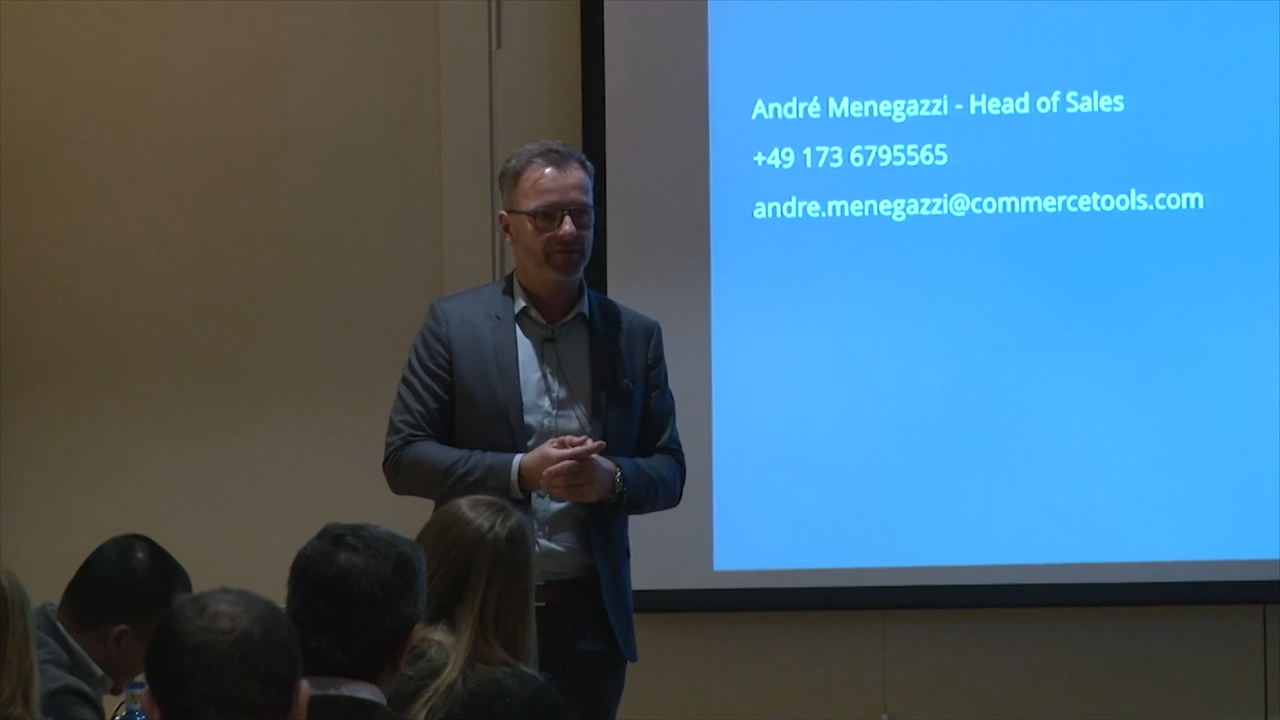 André Menegazzi - Head of Sales
+49 173 6795565
andre.menegazzi@commercetools.com